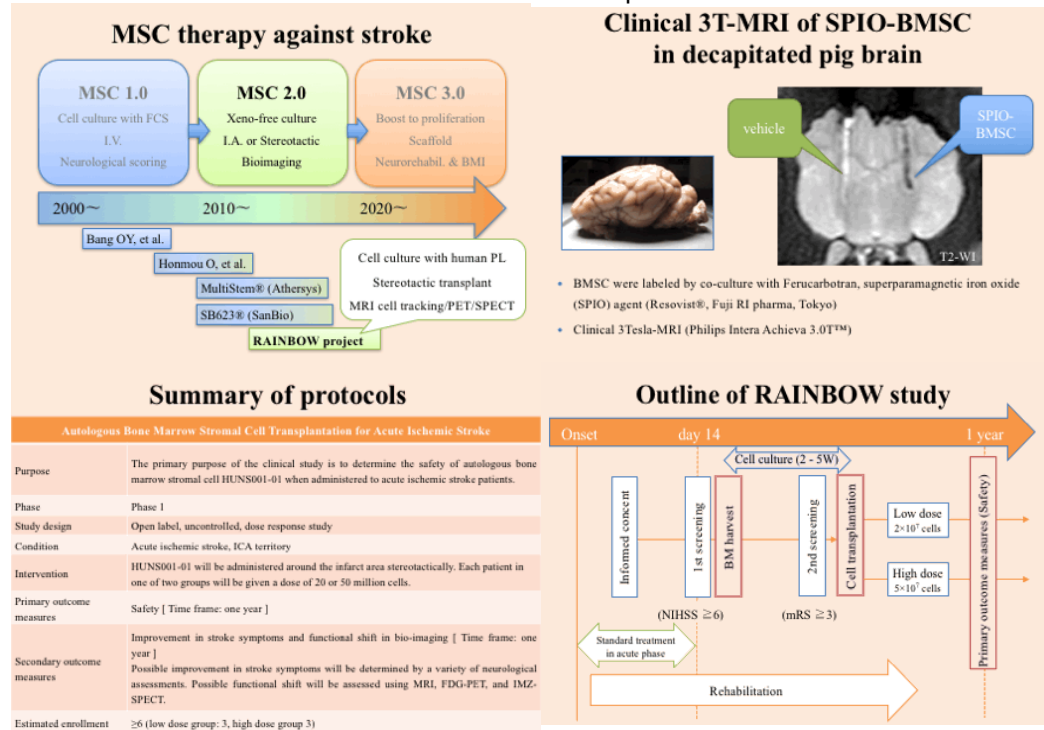 MSC therapy against stroke
MSC 1.0
Cell culture with FCS
I.V.
Neurological scoring
MSC 2.0
Xeno-free culture
I.A. or Stereotactic
Bioimaging
MSC 3.0
Boost to proliferation
Scaffold
Neurorehabil. & BMI
2000～
2010～
2020～
Bang OY, et al.
Honmou O, et al.
MultiStem® (Athersys)
SB623® (SanBio)
RAINBOW project
Cell culture with human PL
Stereotactic transplant
MRI cell tracking/PET/SPECT
Clinical 3T-MRI of SPIO-BMSC
in decapitated pig brain
vehicle
SPIO-
BMSC
T2-WI
• BMSC were labeled by co-culture with Ferucarbotran, superparamagnetic iron oxide
(SPIO) agent (Resovist®, Fuji RI pharma, Tokyo)
• Clinical 3Tesla-MRI (Philips Intera Achieva 3.0T™)
Summary of protocols
Autologous Bone Marrow Stromal Cell Transplantation for Acute Ischemic Stroke
Purpose
The primary purpose of the clinical study is to determine the safety of autologous bone
marrow stromal cell HUNS001-01 when administered to acute ischemic stroke patients.
Phase
Phase 1
Study design
Open label, uncontrolled, dose response study
Condition
Acute ischemic stroke, ICA territory
Intervention
HUNS001-01 will be administered around the infarct area stereotactically. Each patient in
one of two groups will be given a dose of 20 or 50 million cells.
Primary outcome
measures
Safety [ Time frame: one year ]
Secondary outcome
measures
Improvement in stroke symptoms and functional shift in bio-imaging [ Time frame: one
year ]
Possible improvement in stroke symptoms will be determined by a variety of neurological
assessments. Possible functional shift will be assessed using MRI, FDG-PET, and IMZ-
SPECT.
Estimated enrollment
≥6 (low dose group: 3, high dose group 3)
Outline of RAINBOW study
Onset
day 14
1 year
Cell culture (2 - 5W)
Informed concent
1st screening
BM harvest
2nd screening
Cell transplantation
Low dose
2×10⁷ cells
High dose
5×10⁷ cells
Primary outcome measures (Safety)
(NIHSS ≧6)
(mRS ≧3)
Standard treatment
in acute phase
Rehabilitation